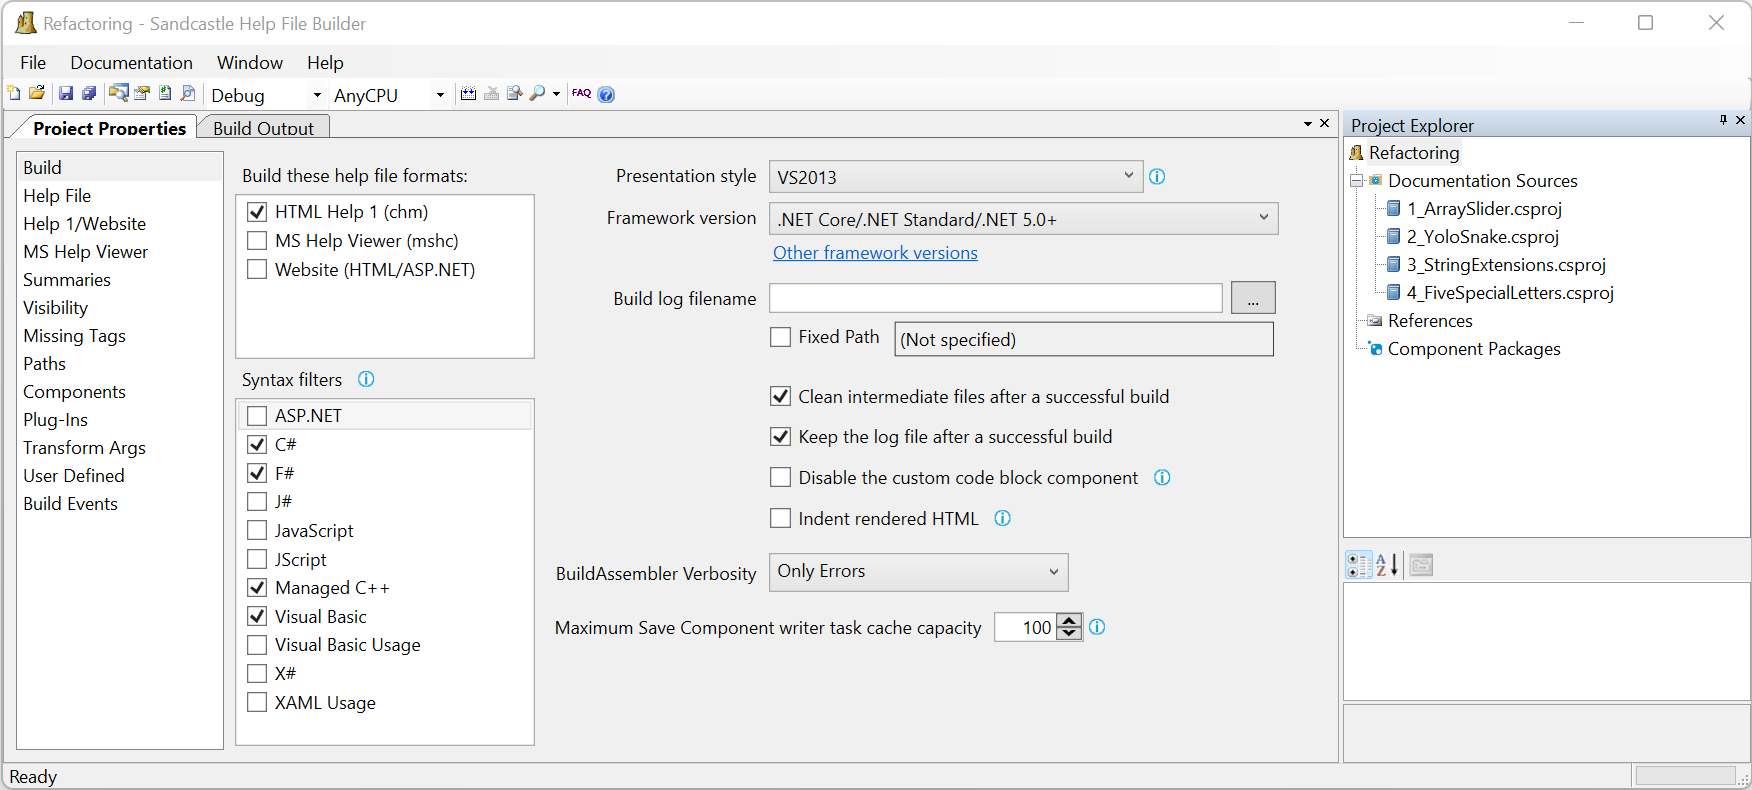 Refactoring - Sandcastle Help File Builder
File Documentation Window Help
Debug AnyCPU FAQ ?
Project Properties Build Output
Build
Help File
Help 1/Website
MS Help Viewer
Summaries
Visibility
Missing Tags
Paths
Components
Plug-Ins
Transform Args
User Defined
Build Events
Build these help file formats:
HTML Help 1 (chm)
MS Help Viewer (mshc)
Website (HTML/ASP.NET)
Syntax filters
ASP.NET
C#
F#
J#
JavaScript
JScript
Managed C++
Visual Basic
Visual Basic Usage
X#
XAML Usage
Presentation style VS2013
Framework version .NET Core/.NET Standard/.NET 5.0+
Other framework versions
Build log filename ...
Fixed Path (Not specified)
Clean intermediate files after a successful build
Keep the log file after a successful build
Disable the custom code block component
Indent rendered HTML
BuildAssembler Verbosity Only Errors
Maximum Save Component writer task cache capacity 100
Project Explorer
Refactoring
Documentation Sources
1_ArraySlider.csproj
2_YoloSnake.csproj
3_StringExtensions.csproj
4_FiveSpecialLetters.csproj
References
Component Packages
A
Z
Ready